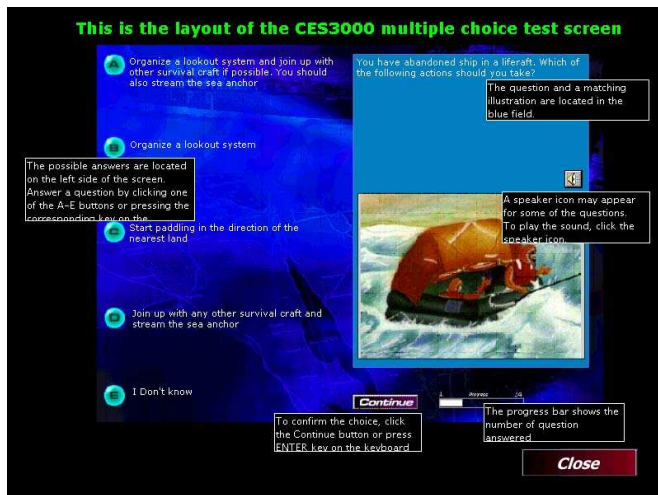 This is the layout of the CES3000 multiple choice test screen
A
Organize a lookout system and join up with
other survival craft if possible. You should
also stream the sea anchor
You have abandoned ship in a liferaft. Which of
the following actions should you take?
The question and a matching
illustration are located in the
blue field.
B
Organize a lookout system
The possible answers are located
on the left side of the screen.
Answer a question by clicking one
of the A-E buttons or pressing the
corresponding key on the
A speaker icon may appear
for some of the questions.
To play the sound, click the
speaker icon.
C
Start paddling in the direction of the
nearest land
D
Join up with any other survival craft and
stream the sea anchor
E
I Don't know
Continue
Progress
To confirm the choice, click
the Continue button or press
ENTER key on the keyboard
The progress bar shows the
number of question
answered
Close